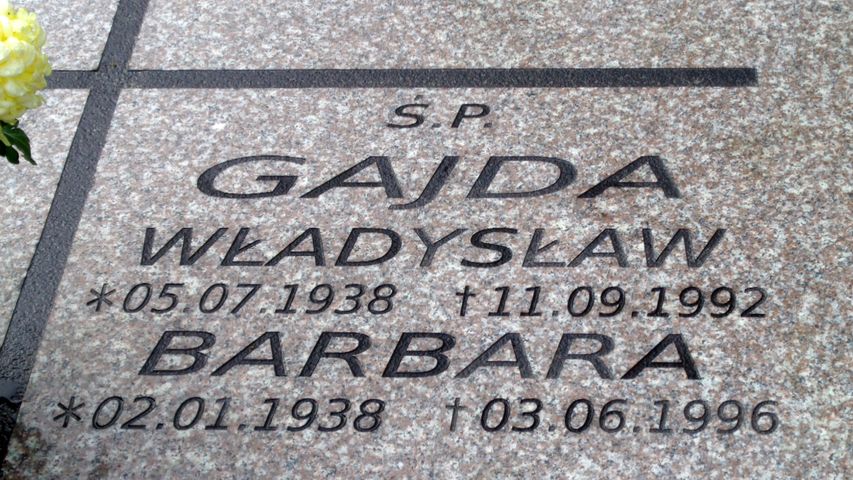 Ś.P.
GAJDA
WŁADYSŁAW
*05.07.1938 †11.09.1992
BARBARA
*02.01.1938 †03.06.1996